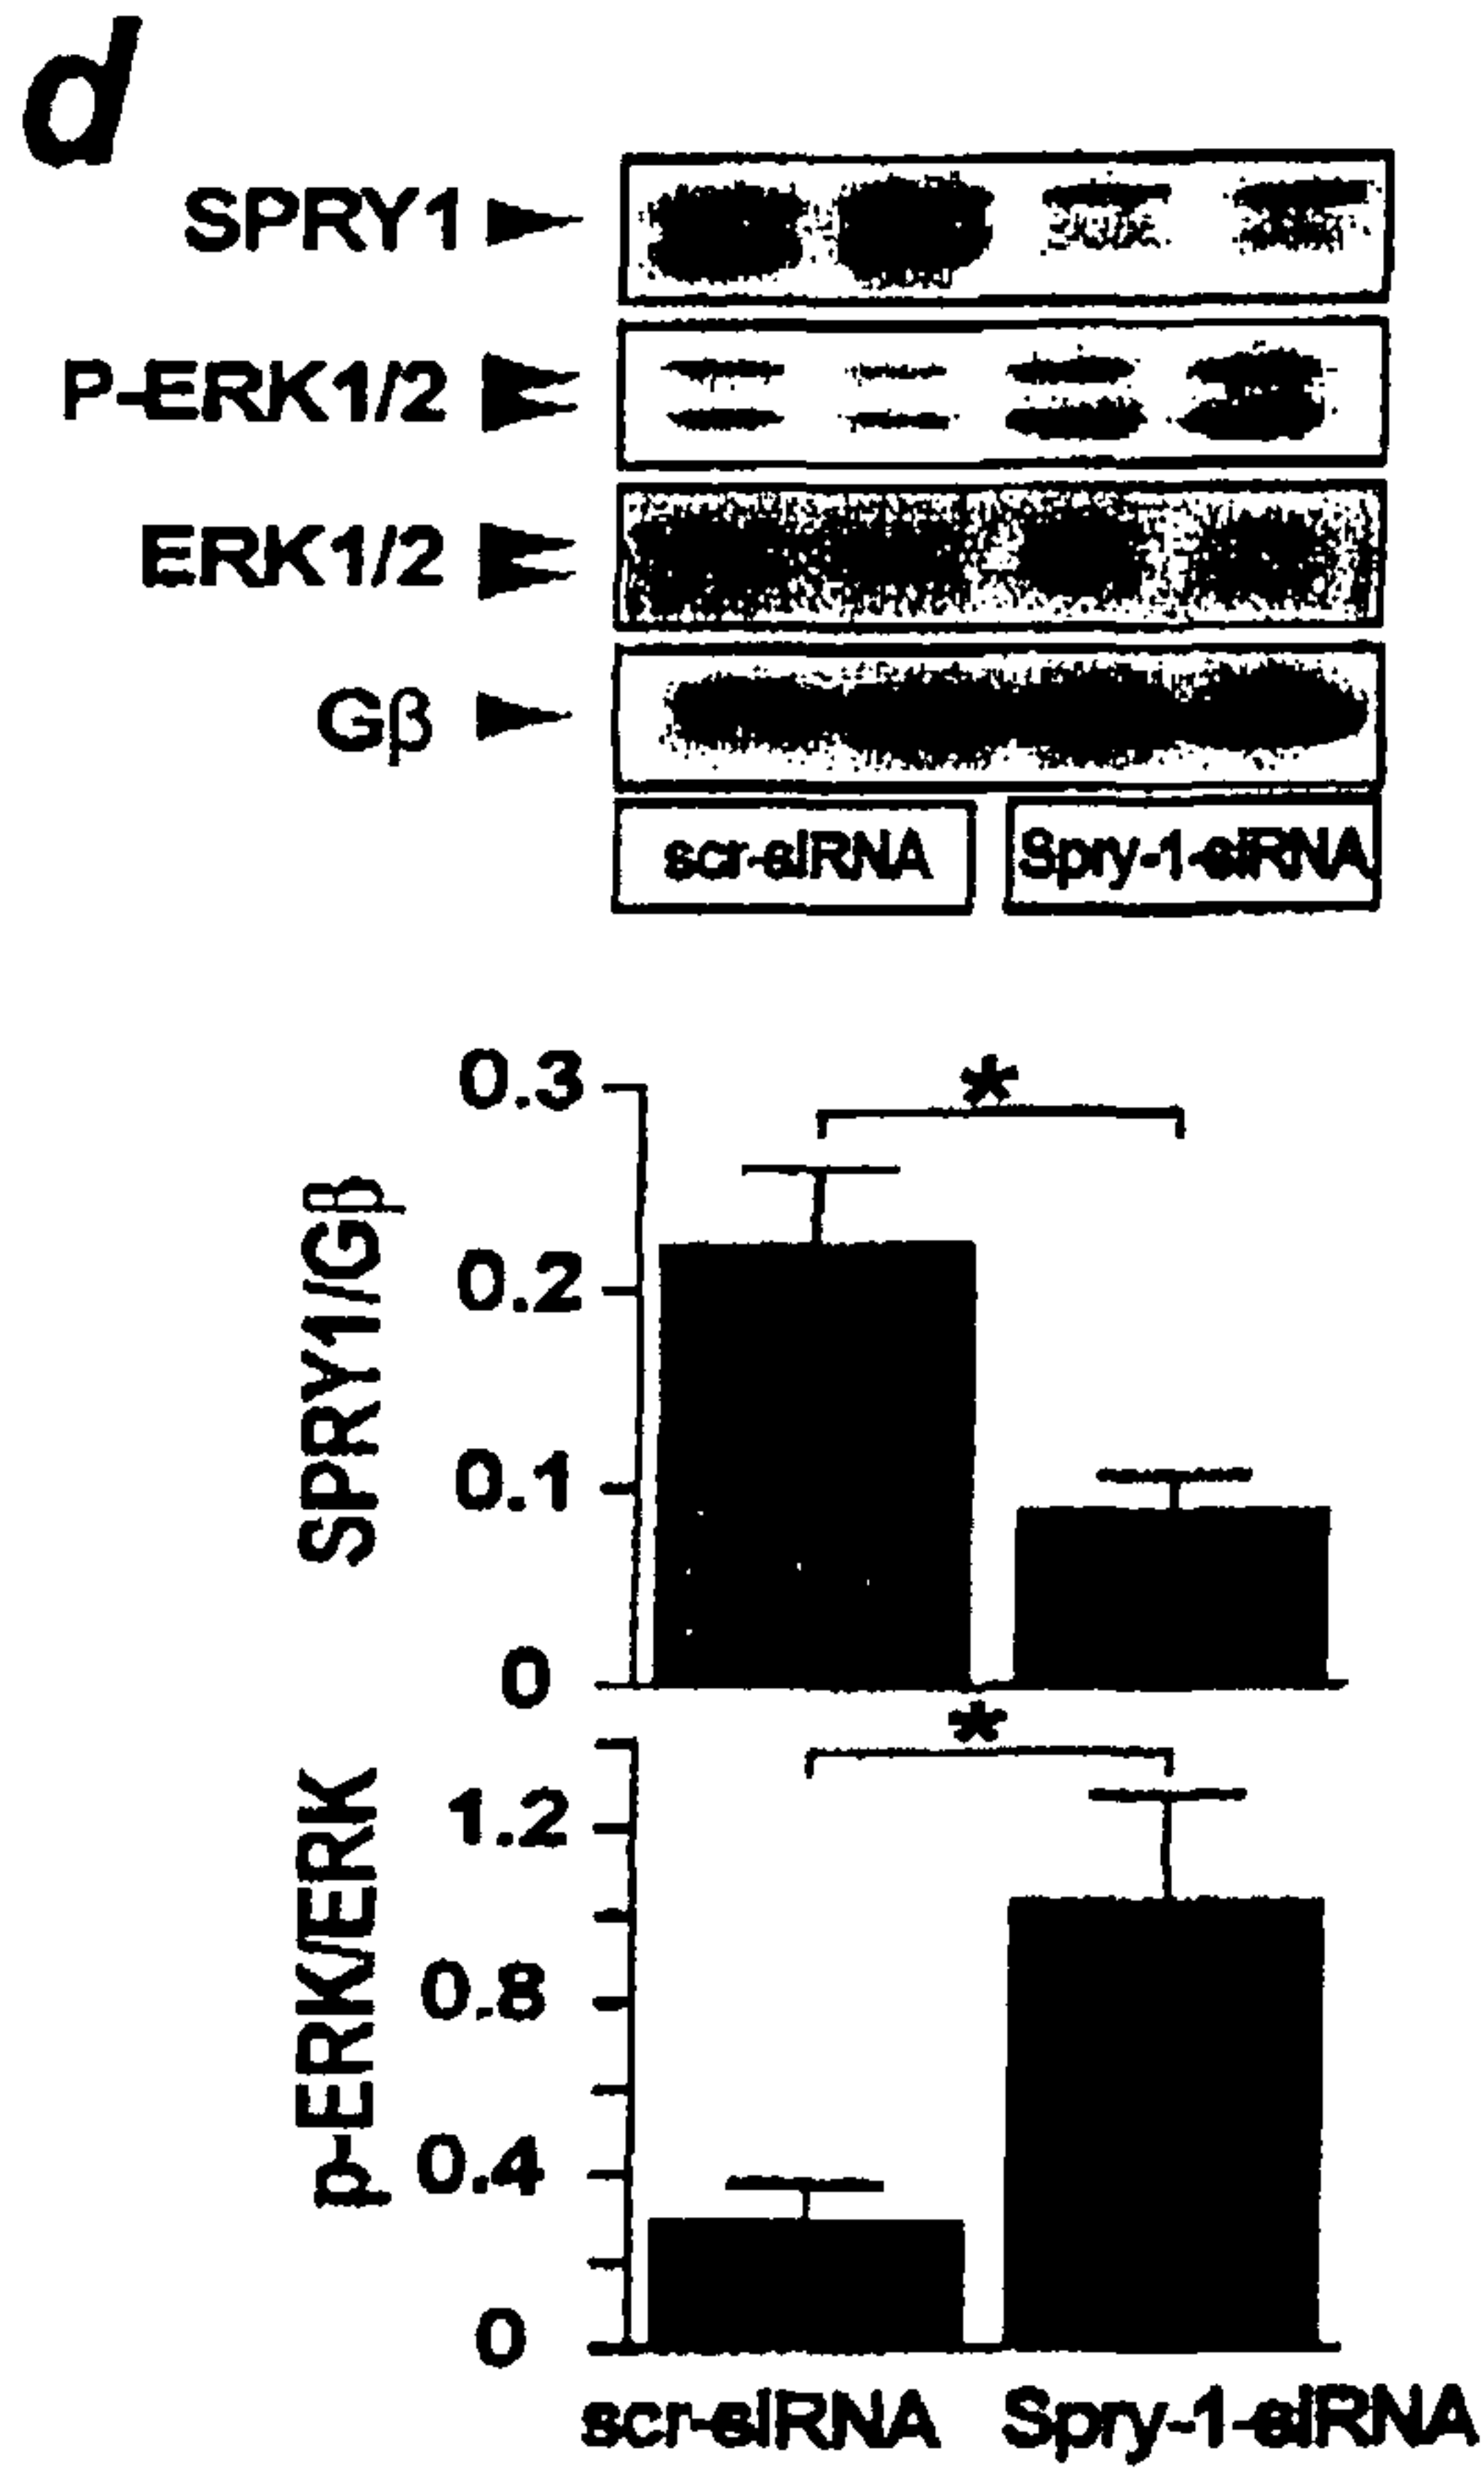 d
SPRY1
P-ERK1/2
ERK1/2
Gβ
scr-siRNA Spry-1-siRNA
SPRY1/Gβ
0.3
*
0.2
0.1
0
p-ERK/ERK
*
1.2
0.8
0.4
0
scr-siRNA Spry-1-siRNA